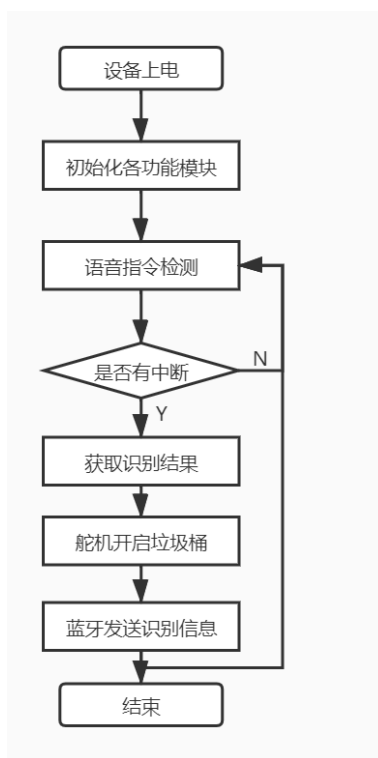 设备上电
初始化各功能模块
语音指令检测
是否有中断
N
Y
获取识别结果
舵机开启垃圾桶
蓝牙发送识别信息
结束